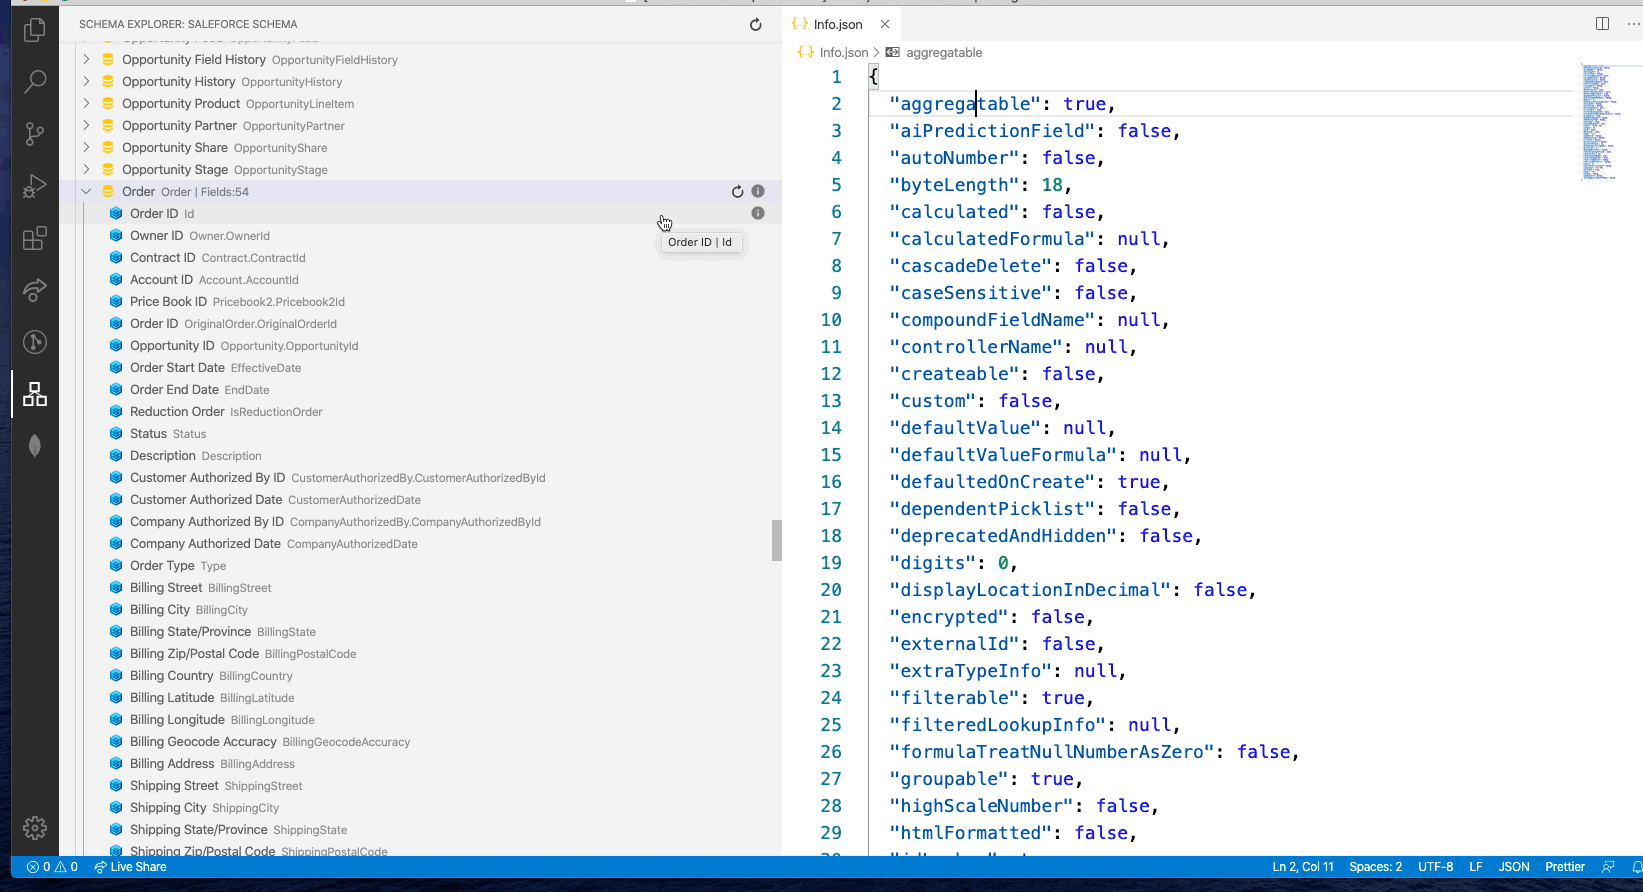 SCHEMA EXPLORER: SALEFORCE SCHEMA
Opportunity Field History OpportunityFieldHistory
Opportunity History OpportunityHistory
Opportunity Product OpportunityLineItem
Opportunity Partner OpportunityPartner
Opportunity Share OpportunityShare
Opportunity Stage OpportunityStage
Order Order | Fields:54
Order ID Id
Order ID | Id
Owner ID Owner.OwnerId
Contract ID Contract.ContractId
Account ID Account.AccountId
Price Book ID Pricebook2.Pricebook2Id
Order ID OriginalOrder.OriginalOrderId
Opportunity ID Opportunity.OpportunityId
Order Start Date EffectiveDate
Order End Date EndDate
Reduction Order IsReductionOrder
Status Status
Description Description
Customer Authorized By ID CustomerAuthorizedBy.CustomerAuthorizedById
Customer Authorized Date CustomerAuthorizedDate
Company Authorized By ID CompanyAuthorizedBy.CompanyAuthorizedById
Company Authorized Date CompanyAuthorizedDate
Order Type Type
Billing Street BillingStreet
Billing City BillingCity
Billing State/Province BillingState
Billing Zip/Postal Code BillingPostalCode
Billing Country BillingCountry
Billing Latitude BillingLatitude
Billing Longitude BillingLongitude
Billing Geocode Accuracy BillingGeocodeAccuracy
Billing Address BillingAddress
Shipping Street ShippingStreet
Shipping City ShippingCity
Shipping State/Province ShippingState
Shipping Zip/Postal Code ShippingPostalCode
{} Info.json ×
{} Info.json > aggregatable
1 {
2 "aggregatable": true,
3 "aiPredictionField": false,
4 "autoNumber": false,
5 "byteLength": 18,
6 "calculated": false,
7 "calculatedFormula": null,
8 "cascadeDelete": false,
9 "caseSensitive": false,
10 "compoundFieldName": null,
11 "controllerName": null,
12 "createable": false,
13 "custom": false,
14 "defaultValue": null,
15 "defaultValueFormula": null,
16 "defaultedOnCreate": true,
17 "dependentPicklist": false,
18 "deprecatedAndHidden": false,
19 "digits": 0,
20 "displayLocationInDecimal": false,
21 "encrypted": false,
22 "externalId": false,
23 "extraTypeInfo": null,
24 "filterable": true,
25 "filteredLookupInfo": null,
26 "formulaTreatNullNumberAsZero": false,
27 "groupable": true,
28 "highScaleNumber": false,
29 "htmlFormatted": false,
0 0 Live Share
Ln 2, Col 11 Spaces: 2 UTF-8 LF JSON Prettier